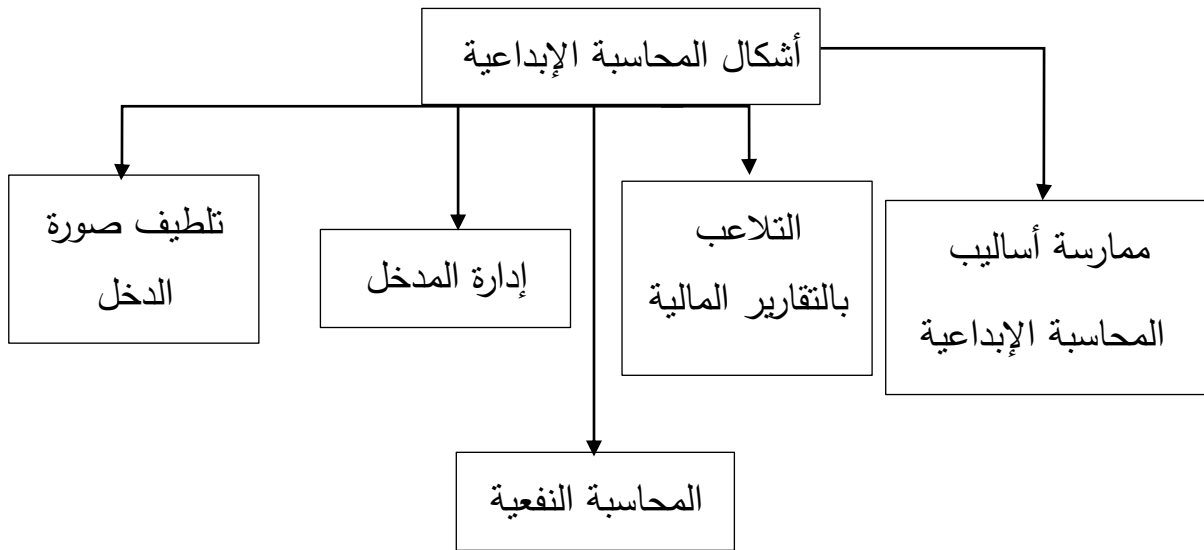 أشكال المحاسبة الإبداعية
ممارسة أساليب
المحاسبة الإبداعية
التلاعب
بالتقارير المالية
إدارة المدخل
تلطيف صورة
الدخل
المحاسبة النفعية